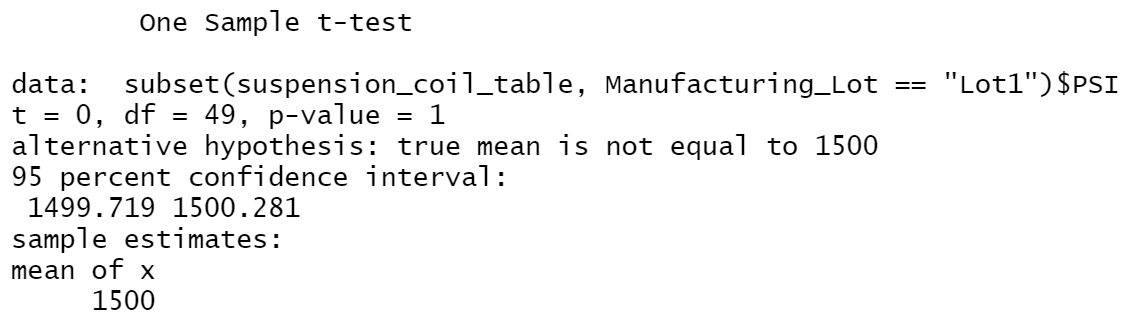 One Sample t-test
data:  subset(suspension_coil_table, Manufacturing_Lot == "Lot1")$PSI
t = 0, df = 49, p-value = 1
alternative hypothesis: true mean is not equal to 1500
95 percent confidence interval:
1499.719 1500.281
sample estimates:
mean of x
1500